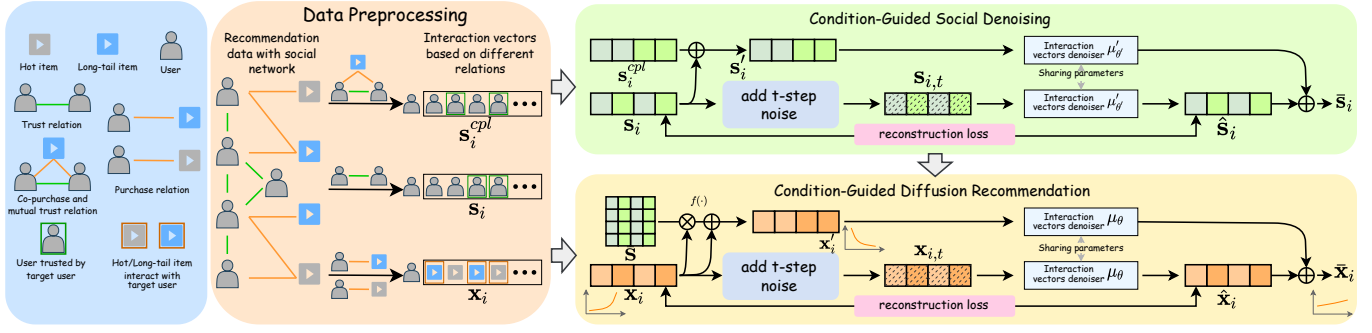 Hot item
Long-tail item
User
Trust relation
Co-purchase and
mutual trust relation
Purchase relation
User trusted by
target user
Hot/Long-tail item
interact with
target user
Data Preprocessing
Recommendation
data with social
network
Interaction vectors
based on different
relations
s_i^{cpl}
s_i
x_i
Condition-Guided Social Denoising
s_i^{cpl}
s_i'
s_i
add t-step
noise
s_{i,t}
Interaction
vectors denoiser μ'_{θ'}
Sharing parameters
Interaction
vectors denoiser μ'_{θ'}
ŝ_i
s̄_i
reconstruction loss
Condition-Guided Diffusion Recommendation
f(·)
S
x_i'
x_i
add t-step
noise
x_{i,t}
Interaction
vectors denoiser μ_θ
Sharing parameters
Interaction
vectors denoiser μ_θ
x̂_i
x̄_i
reconstruction loss